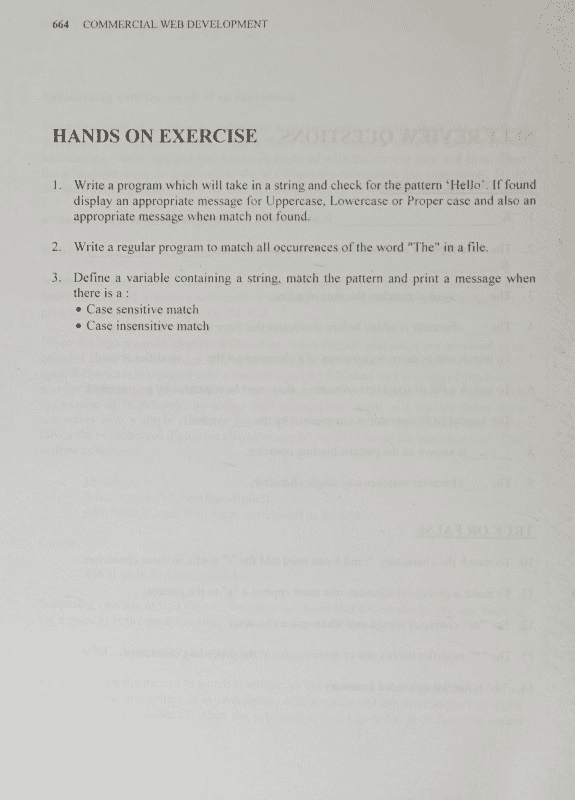 664 COMMERCIAL WEB DEVELOPMENT
HANDS ON EXERCISE
1. Write a program which will take in a string and check for the pattern ‘Hello’. If found
display an appropriate message for Uppercase, Lowercase or Proper case and also an
appropriate message when match not found.
2. Write a regular program to match all occurrences of the word "The" in a file.
3. Define a variable containing a string, match the pattern and print a message when
there is a :
• Case sensitive match
• Case insensitive match